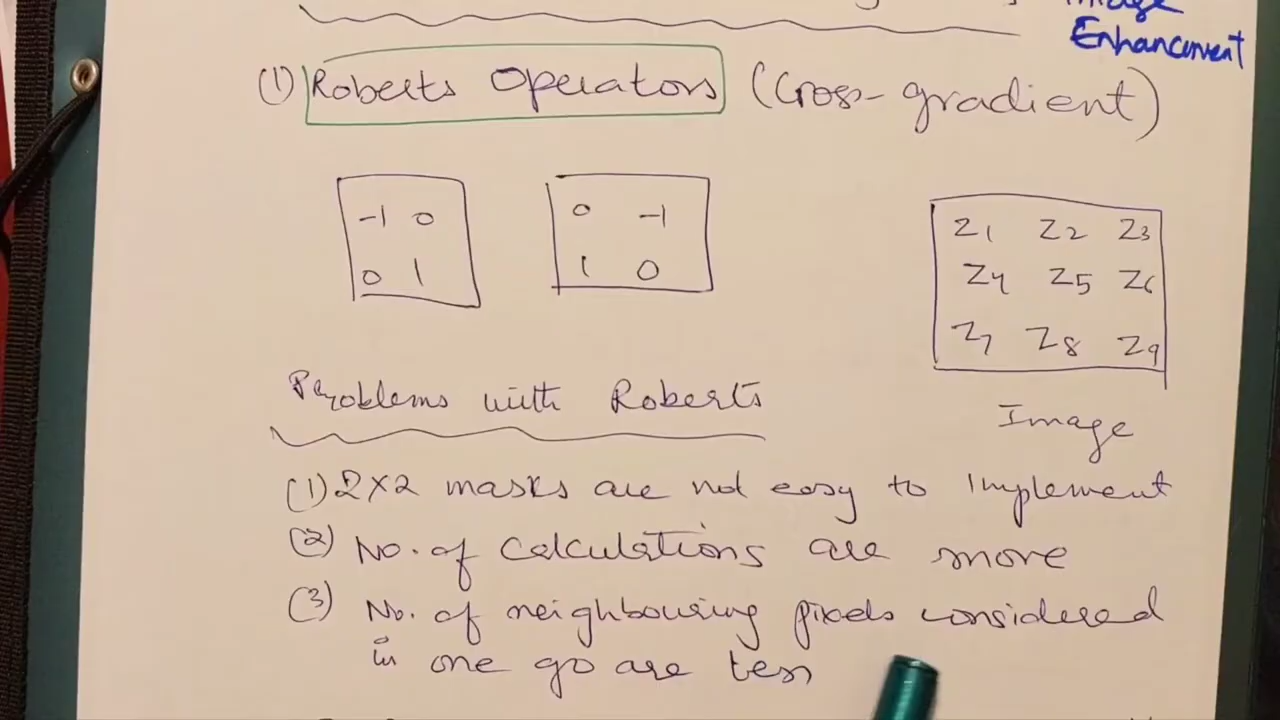 Image
Enhancement
(1) Roberts Operators (Cross-gradient)
-1 0
0 1
0 -1
1 0
Z1 Z2 Z3
Z4 Z5 Z6
Z7 Z8 Z9
Image
Problems with Roberts
(1) 2x2 masks are not easy to implement
(2) No. of calculations are more
(3) No. of neighbouring pixels considered
in one go are less